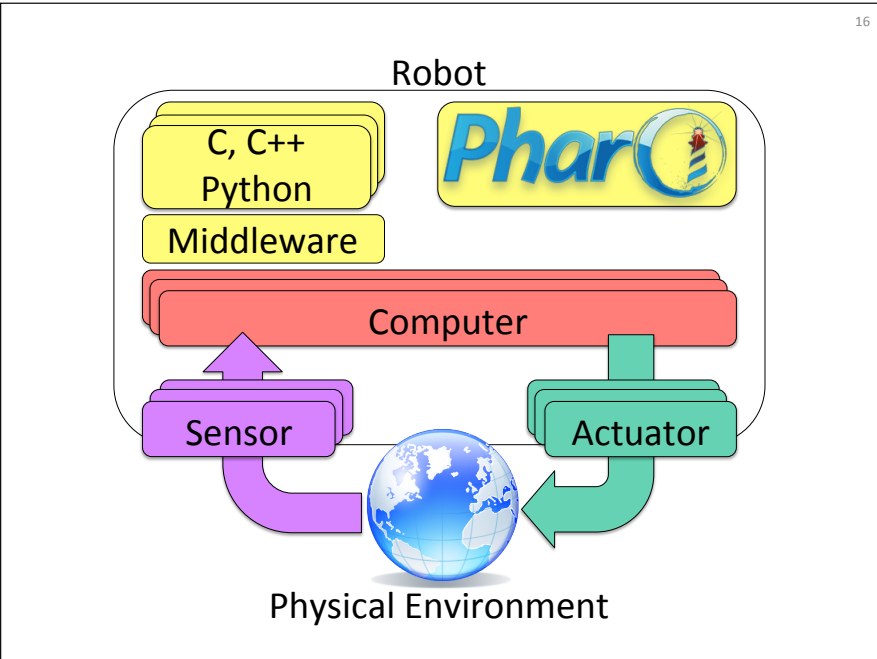 16
Robot
C, C++
Python
Pharo
Middleware
Computer
Sensor
Actuator
Physical Environment